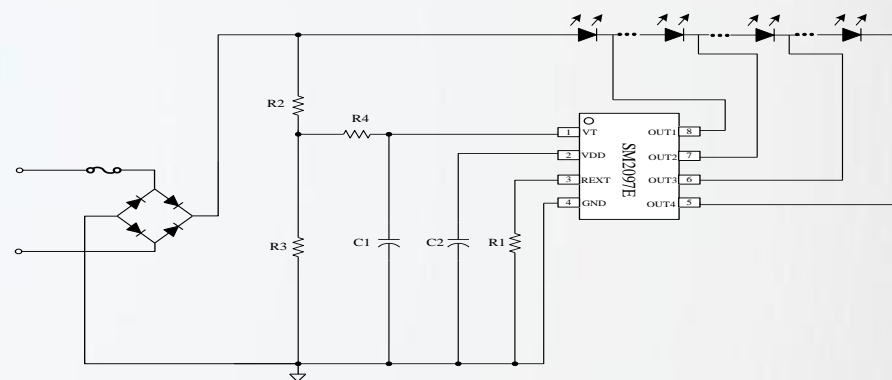 R2
R4
R3
C1
C2
R1
1 VT
2 VDD
3 REXT
4 GND
SM2097E
OUT1 8
OUT2 7
OUT3 6
OUT4 5